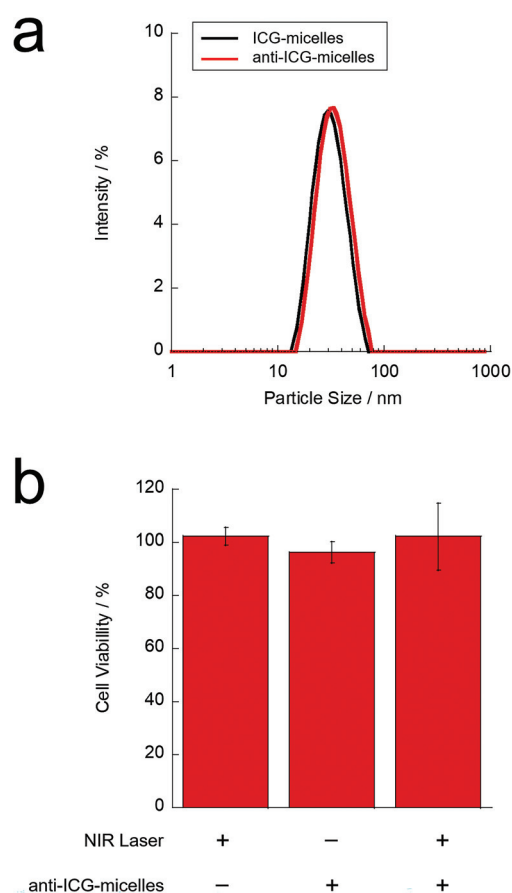 a
10
ICG-micelles
anti-ICG-micelles
8
6
Intensity / %
4
2
0
1 10 100 1000
Particle Size / nm
b
120
100
80
Cell Viabillity / %
60
40
20
0
NIR Laser + − +
anti-ICG-micelles − + +